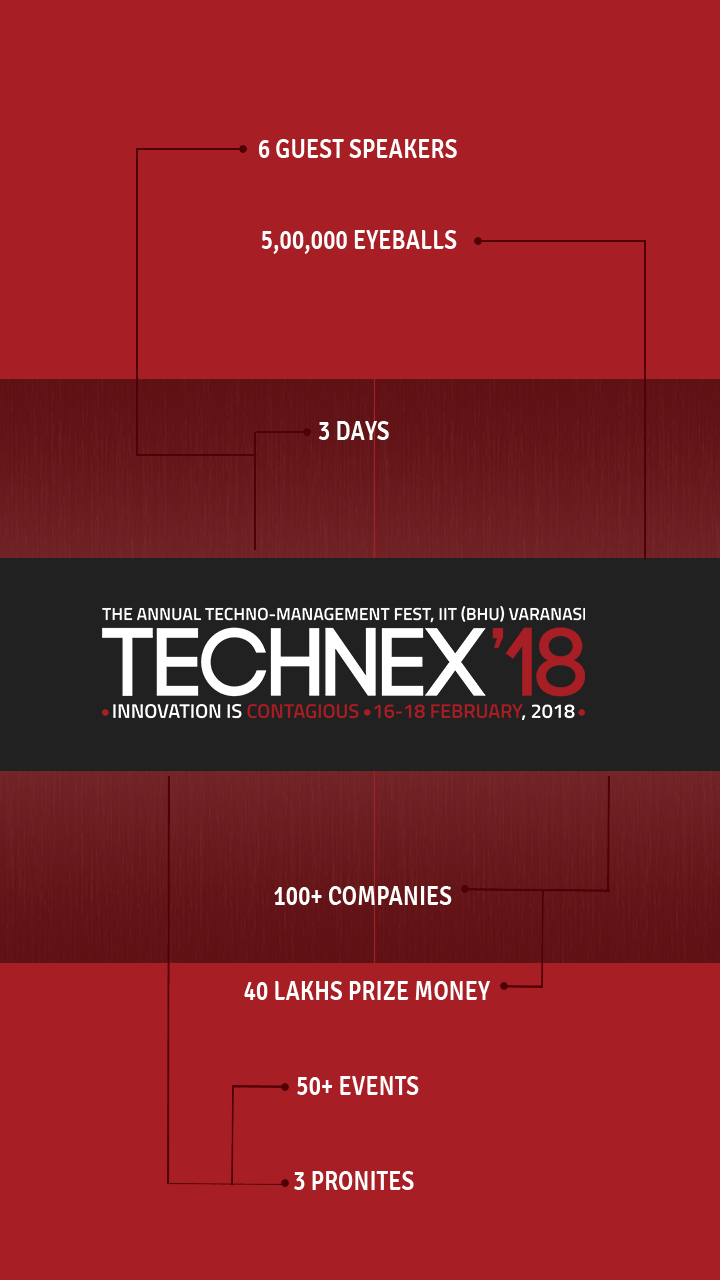 6 GUEST SPEAKERS
5,00,000 EYEBALLS
3 DAYS
THE ANNUAL TECHNO-MANAGEMENT FEST, IIT (BHU) VARANASI
TECHNEX '18
• INNOVATION IS CONTAGIOUS • 16-18 FEBRUARY, 2018 •
100+ COMPANIES
40 LAKHS PRIZE MONEY
50+ EVENTS
3 PRONITES